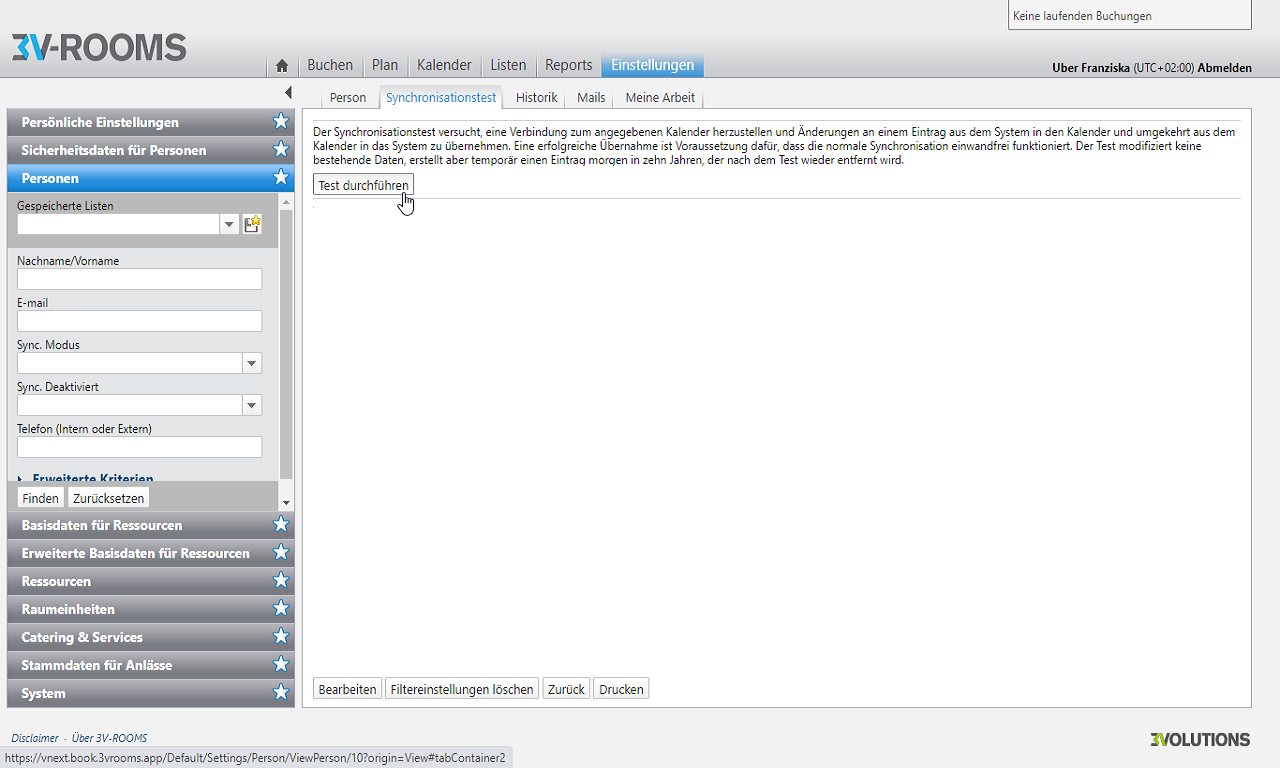 Keine laufenden Buchungen
3V-ROOMS
Buchen Plan Kalender Listen Reports Einstellungen
Uber Franziska (UTC+02:00) Abmelden
Person Synchronisationstest Historik Mails Meine Arbeit
Persönliche Einstellungen
Sicherheitsdaten für Personen
Personen
Gespeicherte Listen
Nachname/Vorname
E-mail
Sync. Modus
Sync. Deaktiviert
Telefon (Intern oder Extern)
Erweiterte Kriterien
Finden Zurücksetzen
Basisdaten für Ressourcen
Erweiterte Basisdaten für Ressourcen
Ressourcen
Raumeinheiten
Catering & Services
Stammdaten für Anlässe
System
Der Synchronisationstest versucht, eine Verbindung zum angegebenen Kalender herzustellen und Änderungen an einem Eintrag aus dem System in den Kalender und umgekehrt aus dem
Kalender in das System zu übernehmen. Eine erfolgreiche Übernahme ist Voraussetzung dafür, dass die normale Synchronisation einwandfrei funktioniert. Der Test modifiziert keine
bestehende Daten, erstellt aber temporär einen Eintrag morgen in zehn Jahren, der nach dem Test wieder entfernt wird.
Test durchführen
Bearbeiten Filtereinstellungen löschen Zurück Drucken
Disclaimer - Über 3V-ROOMS
3VOLUTIONS
https://vnext.book.3vrooms.app/Default/Settings/Person/ViewPerson/10?origin=View#tabContainer2